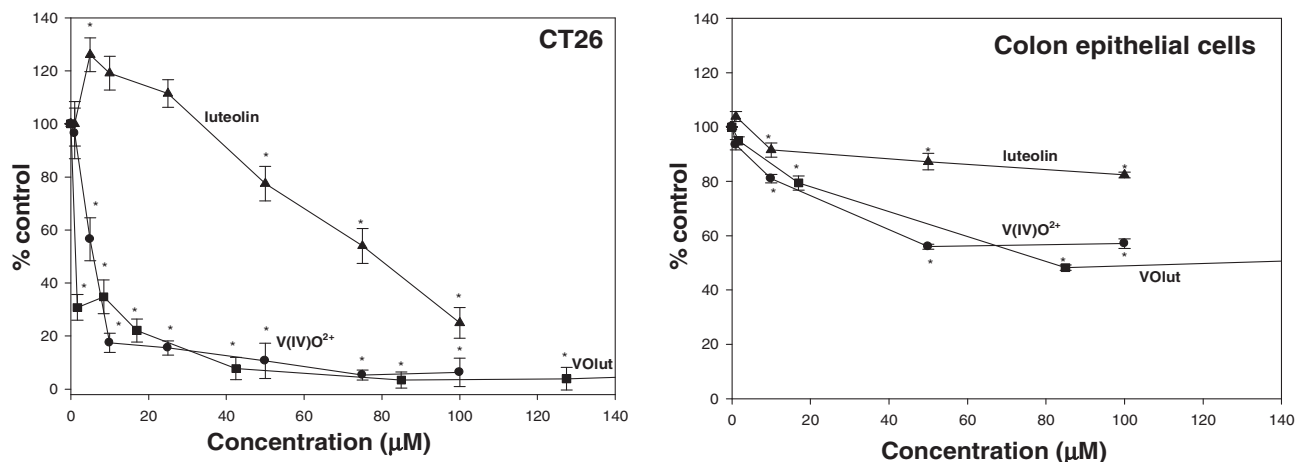 CT26
Colon epithelial cells
140
120
100
80
60
40
20
0
% control
luteolin
V(IV)O²⁺
VOlut
0 20 40 60 80 100 120 140
Concentration (μM)
140
120
100
80
60
40
20
0
% control
luteolin
V(IV)O²⁺
VOlut
0 20 40 60 80 100 120 140
Concentration (μM)